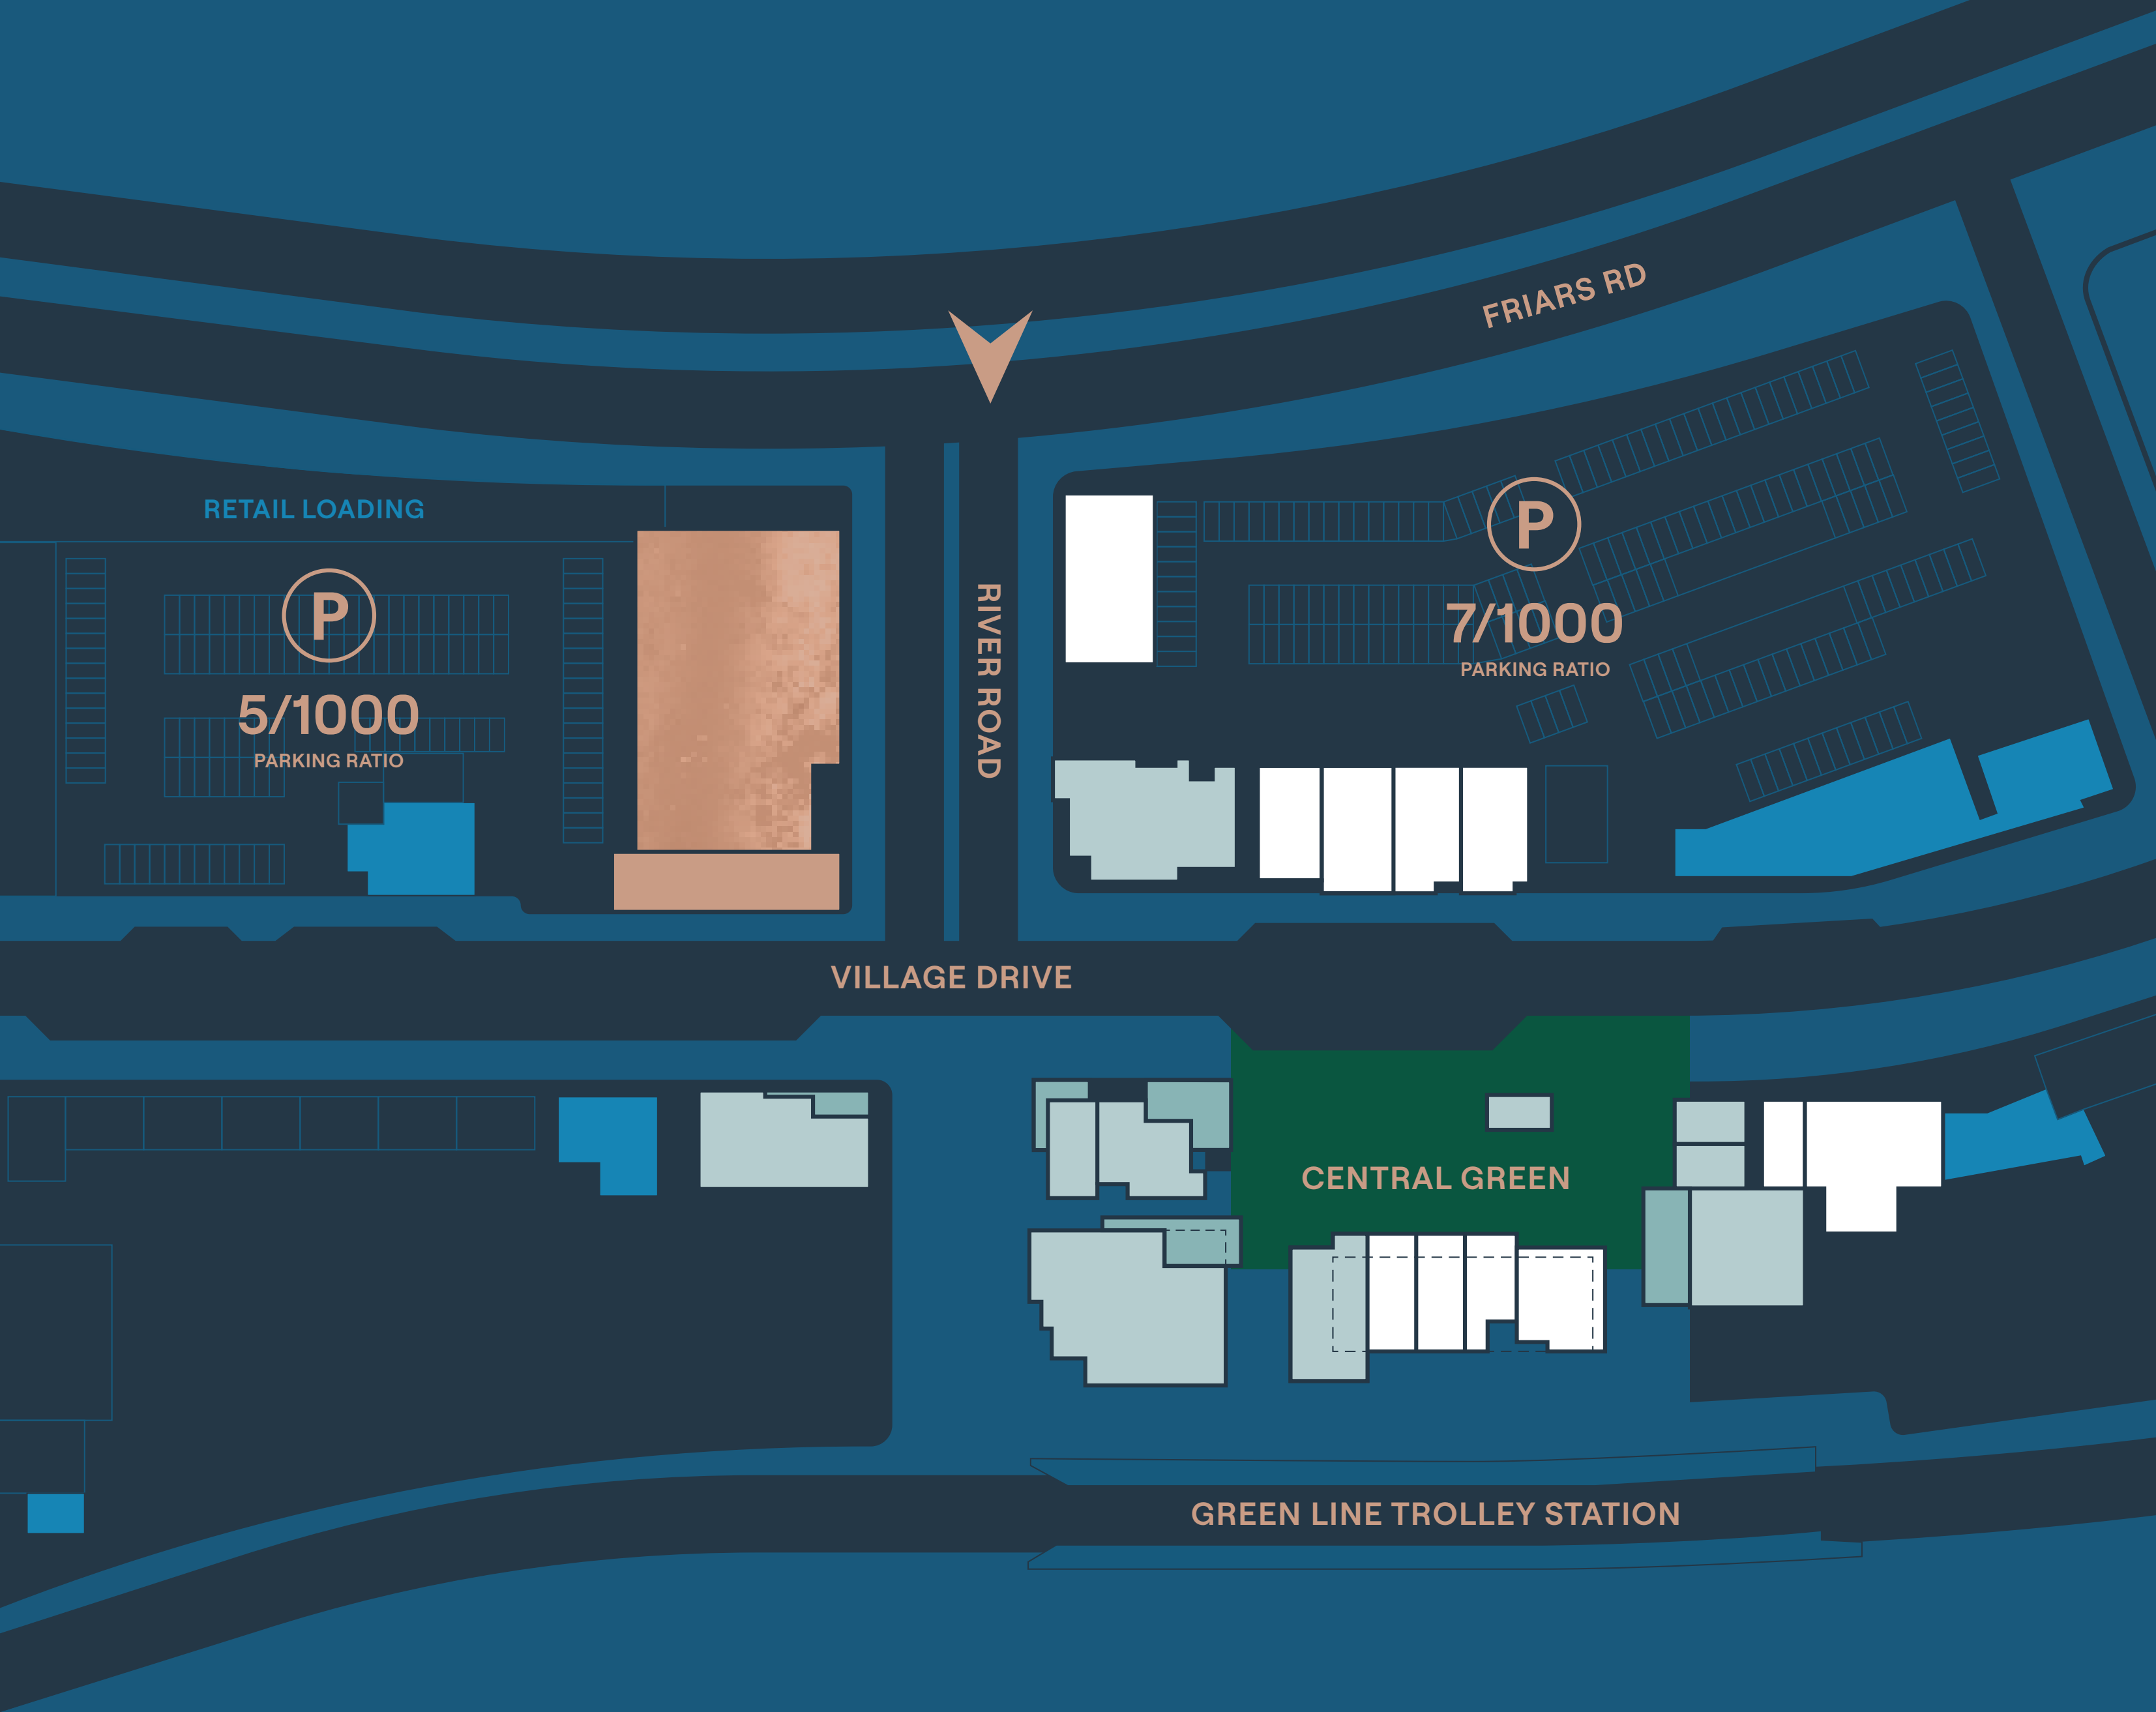 FRIARS RD
RETAIL LOADING
P
5/1000
PARKING RATIO
RIVER ROAD
P
7/1000
PARKING RATIO
VILLAGE DRIVE
CENTRAL GREEN
GREEN LINE TROLLEY STATION